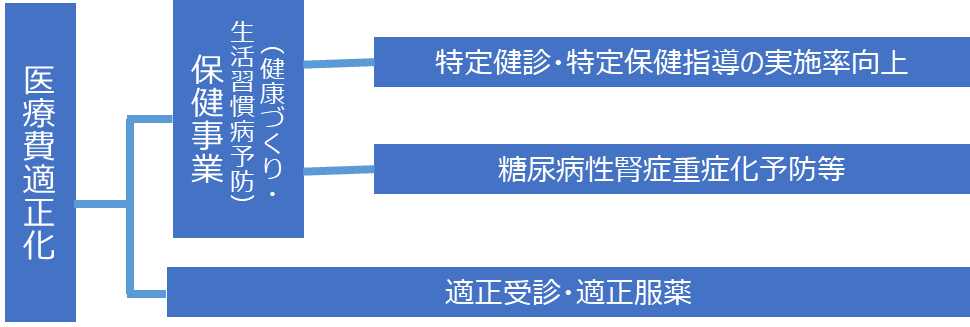 医療費適正化
保健事業
（健康づくり・
生活習慣病予防）
特定健診・特定保健指導の実施率向上
糖尿病性腎症重症化予防等
適正受診・適正服薬